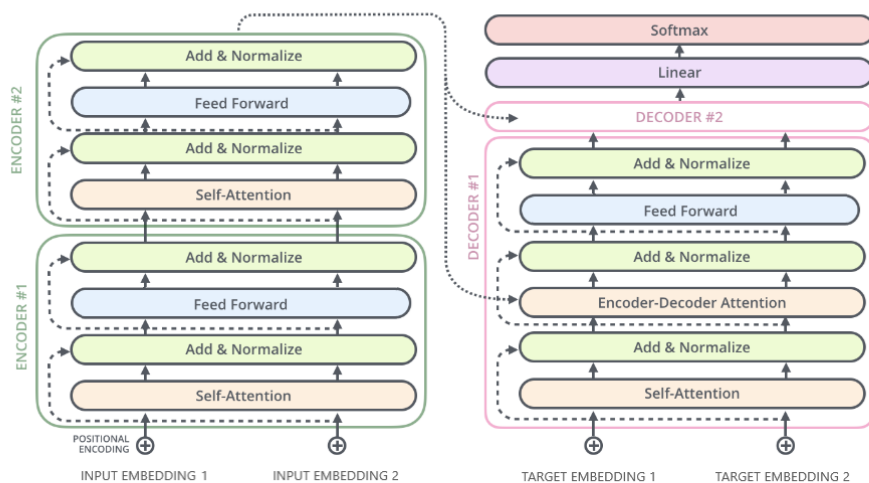 ENCODER #2
Add & Normalize
Feed Forward
Add & Normalize
Self-Attention
ENCODER #1
Add & Normalize
Feed Forward
Add & Normalize
Self-Attention
POSITIONAL
ENCODING
INPUT EMBEDDING 1
INPUT EMBEDDING 2
Softmax
Linear
DECODER #2
DECODER #1
Add & Normalize
Feed Forward
Add & Normalize
Encoder-Decoder Attention
Add & Normalize
Self-Attention
TARGET EMBEDDING 1
TARGET EMBEDDING 2